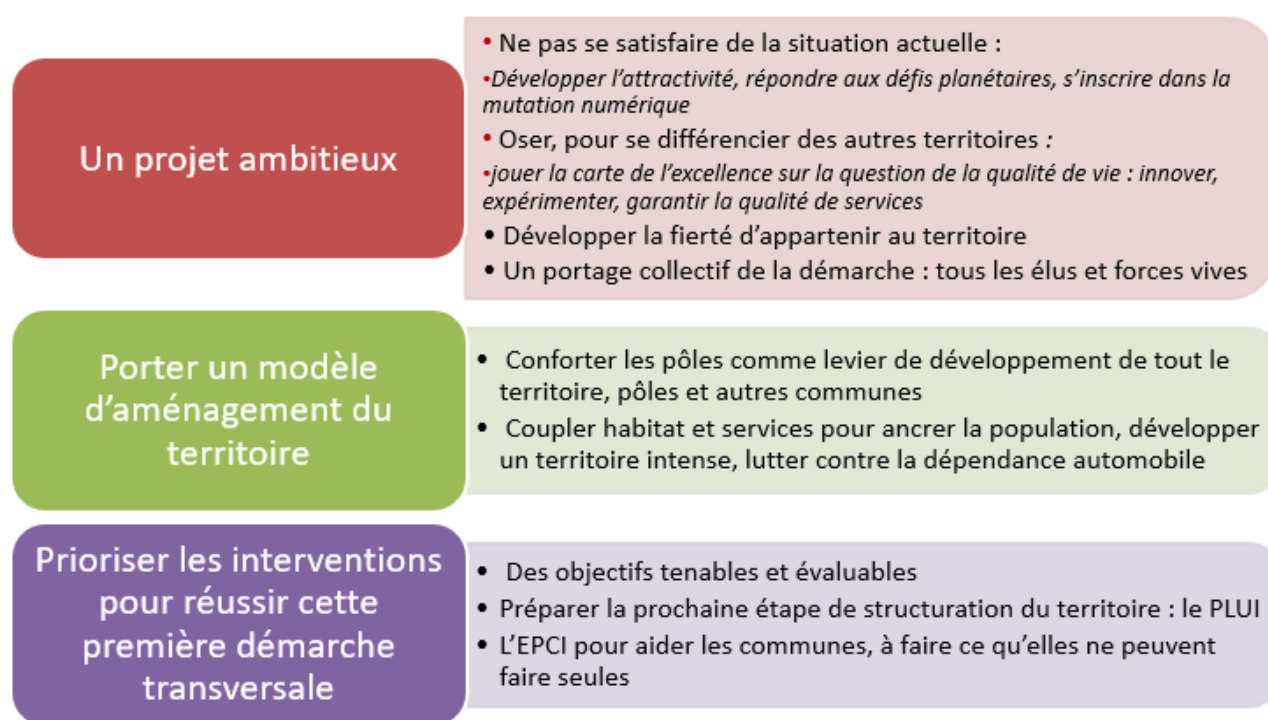 Un projet ambitieux
• Ne pas se satisfaire de la situation actuelle :
•Développer l’attractivité, répondre aux défis planétaires, s’inscrire dans la
mutation numérique
• Oser, pour se différencier des autres territoires :
•jouer la carte de l’excellence sur la question de la qualité de vie : innover,
expérimenter, garantir la qualité de services
• Développer la fierté d’appartenir au territoire
• Un portage collectif de la démarche : tous les élus et forces vives
Porter un modèle
d’aménagement du
territoire
• Conforter les pôles comme levier de développement de tout le
territoire, pôles et autres communes
• Coupler habitat et services pour ancrer la population, développer
un territoire intense, lutter contre la dépendance automobile
Prioriser les interventions
pour réussir cette
première démarche
transversale
• Des objectifs tenables et évaluables
• Préparer la prochaine étape de structuration du territoire : le PLUI
• L’EPCI pour aider les communes, à faire ce qu’elles ne peuvent
faire seules